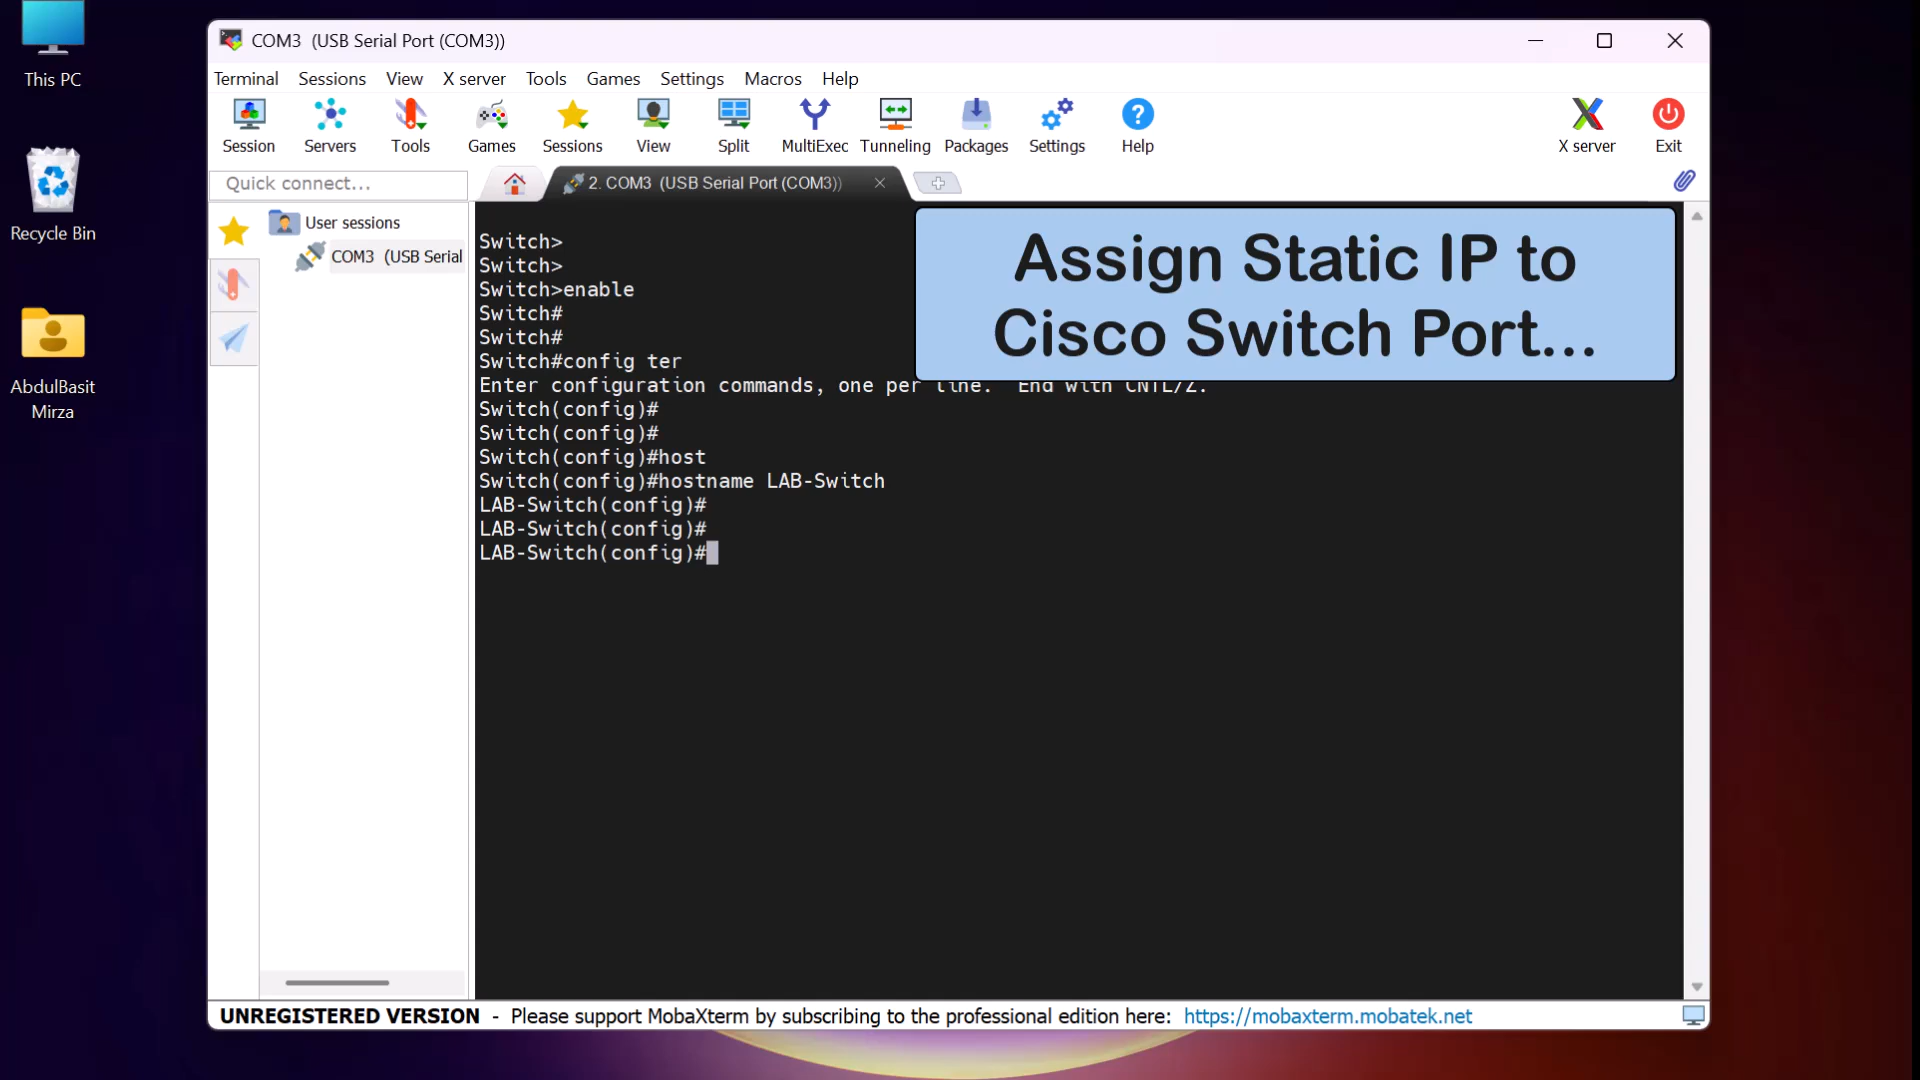 This PC
Recycle Bin
AbdulBasit
Mirza
COM3  (USB Serial Port (COM3))
Terminal Sessions View X server Tools Games Settings Macros Help
Session Servers Tools Games Sessions View Split MultiExec Tunneling Packages Settings Help X server Exit
Quick connect...
2. COM3  (USB Serial Port (COM3))
User sessions
COM3  (USB Serial
Assign Static IP to
Cisco Switch Port...
Switch>
Switch>
Switch>enable
Switch#
Switch#
Switch#config ter
Enter configuration commands, one per line.  End with CNTL/Z.
Switch(config)#
Switch(config)#
Switch(config)#host
Switch(config)#hostname LAB-Switch
LAB-Switch(config)#
LAB-Switch(config)#
LAB-Switch(config)#
UNREGISTERED VERSION  -  Please support MobaXterm by subscribing to the professional edition here:  https://mobaxterm.mobatek.net